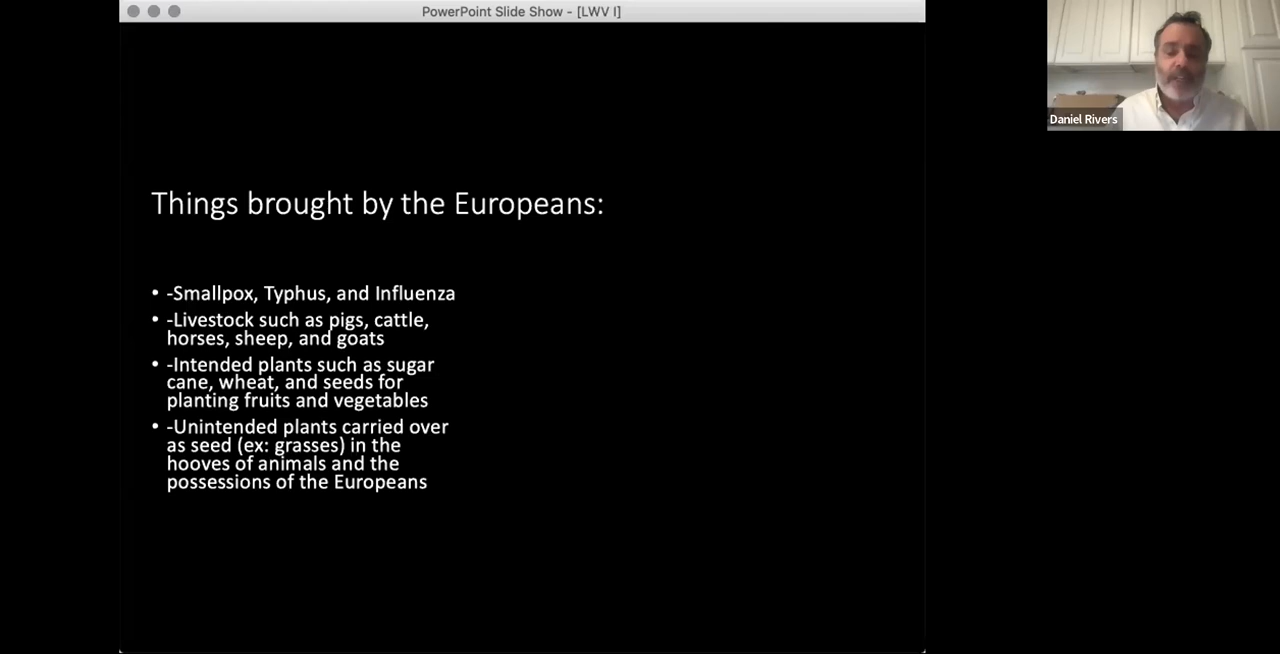 PowerPoint Slide Show - [LWV I]
Daniel Rivers
Things brought by the Europeans:
• -Smallpox, Typhus, and Influenza
• -Livestock such as pigs, cattle,
horses, sheep, and goats
• -Intended plants such as sugar
cane, wheat, and seeds for
planting fruits and vegetables
• -Unintended plants carried over
as seed (ex: grasses) in the
hooves of animals and the
possessions of the Europeans